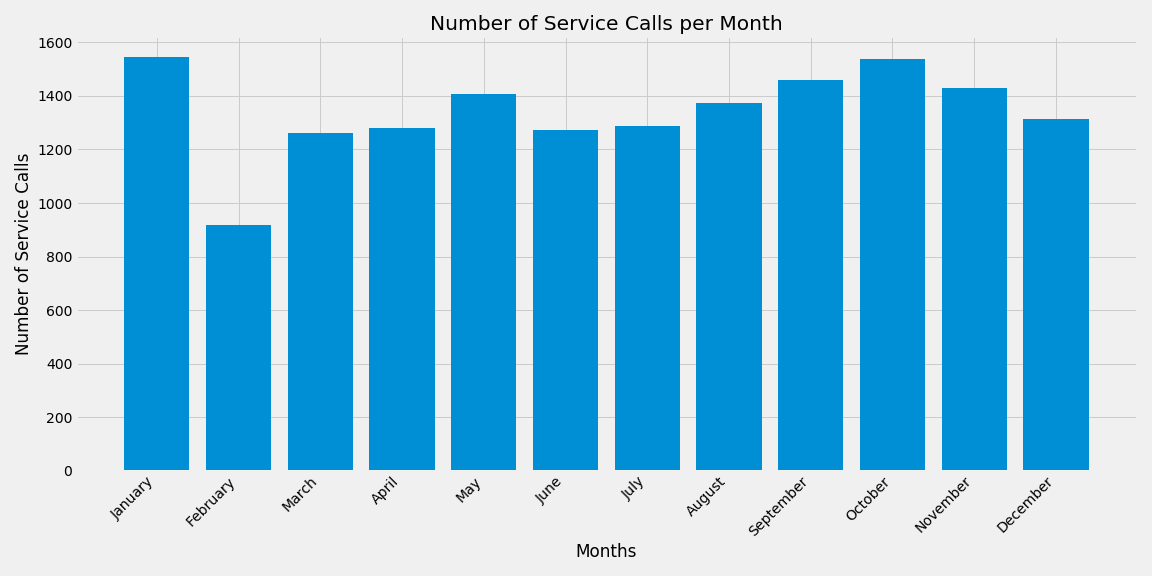 Number of Service Calls per Month
Number of Service Calls
1600
1400
1200
1000
800
600
400
200
0
January
February
March
April
May
June
July
August
September
October
November
December
Months